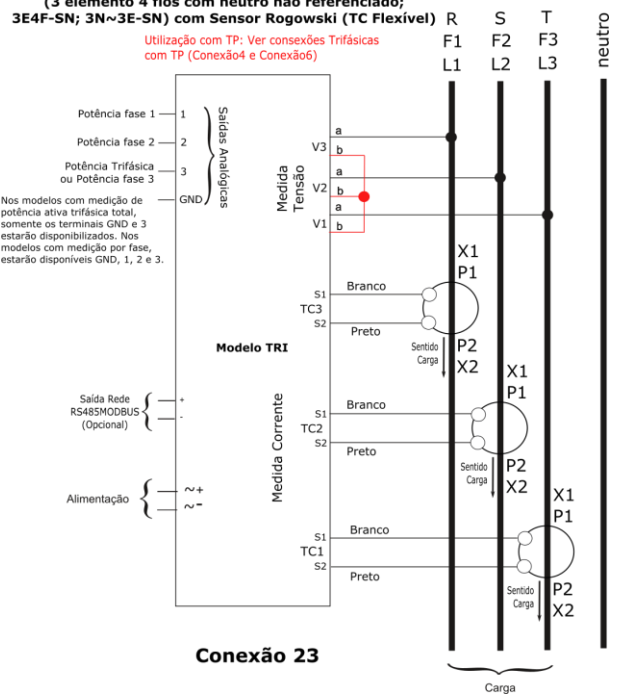 (3 elemento 4 fios com neutro não referenciado;
3E4F-SN; 3N~3E-SN) com Sensor Rogowski (TC Flexível)
Utilização com TP: Ver consexões Trifásicas
com TP (Conexão4 e Conexão6)
R S T
F1 F2 F3
L1 L2 L3
neutro
Potência fase 1
1
Potência fase 2
2
Potência Trifásica
ou Potência fase 3
3
GND
Saídas Analógicas
Nos modelos com medição de
potência ativa trifásica total,
somente os terminais GND e 3
estarão disponibilizados. Nos
modelos com medição por fase,
estarão disponíveis GND, 1, 2 e 3.
Medida
Tensão
a
V3
b
a
V2
b
a
V1
b
X1
P1
S1
Branco
TC3
S2
Preto
Sentido
Carga
P2
X2
Modelo TRI
X1
P1
Saída Rede
RS485MODBUS
(Opcional)
+
-
Medida Corrente
S1
Branco
TC2
S2
Preto
Sentido
Carga
P2
X2
Alimentação
~+
~-
X1
P1
S1
Branco
TC1
S2
Preto
Sentido
Carga
P2
X2
Conexão 23
Carga